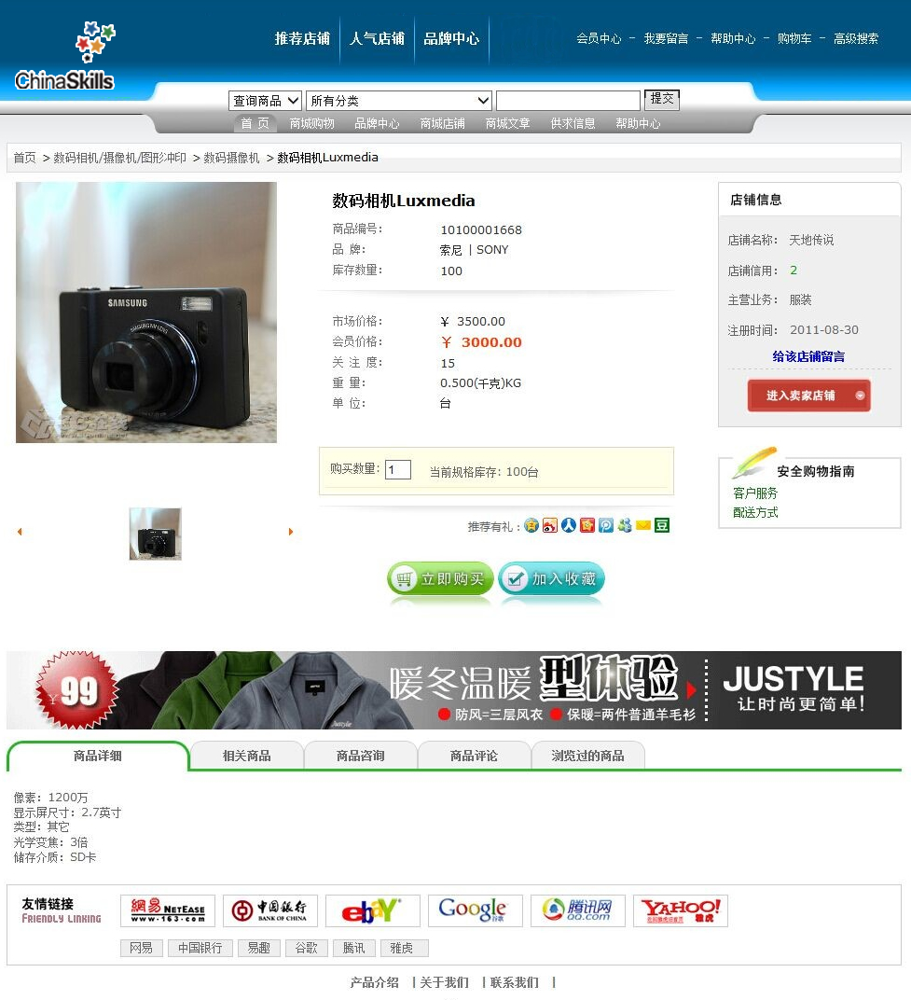 推荐店铺 人气店铺 品牌中心 会员中心 - 我要留言 - 帮助中心 - 购物车 - 高级搜索
ChinaSkills
查询商品 所有分类 提交
首 页 商城购物 品牌中心 商城店铺 商城文章 供求信息 帮助中心
首页 > 数码相机/摄像机/图形冲印 > 数码摄像机 > 数码相机Luxmedia
SAMSUNG
数码相机Luxmedia
商品编号： 10100001668
品 牌： 索尼 | SONY
库存数量： 100
市场价格： ￥ 3500.00
会员价格： ￥ 3000.00
关 注 度： 15
重 量： 0.500(千克)KG
单 位： 台
购买数量： 1 当前规格库存：100台
推荐有礼：
豆
立即购买 加入收藏
店铺信息
店铺名称： 天地传说
店铺信用： 2
主营业务： 服装
注册时间： 2011-08-30
给该店铺留言
进入卖家店铺
安全购物指南
客户服务
配送方式
￥99
暖冬温暖 型体验
防风=三层风衣 保暖=两件普通羊毛衫
JUSTYLE
让时尚更简单!
商品详细 相关商品 商品咨询 商品评论 浏览过的商品
像素：1200万
显示屏尺寸：2.7英寸
类型：其它
光学变焦：3倍
储存介质：SD卡
友情链接
FRIENDLY LINKING
網易 NETEASE
www.163.com
中国银行
BANK OF CHINA
ebY
Google
谷歌
腾讯网
QQ.com
YAHOO!
雅虎
网易 中国银行 易趣 谷歌 腾讯 雅虎
产品介绍 | 关于我们 | 联系我们 |